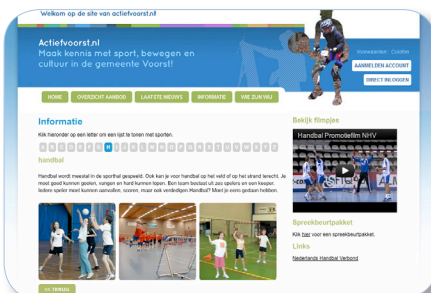 Welkom op de site van actiefvoorst.nl!
Actiefvoorst.nl
Maak kennis met sport, bewegen en
cultuur in de gemeente Voorst!
Voorwaarden | Colofon
AANMELDEN ACCOUNT
DIRECT INLOGGEN
HOME OVERZICHT AANBOD LAATSTE NIEUWS INFORMATIE WIE ZIJN WIJ
Informatie
Klik hieronder op een letter om een lijst te tonen met sporten.
A B C D E F G H I J K L M N O P Q R S T U V W X Y Z
handbal
Handbal wordt meestal in de sporthal gespeeld. Ook kan je voor handbal op het veld of op het strand terecht. Je
moet goed kunnen gooien, vangen en hard kunnen lopen. Een team bestaat uit zes spelers en een keeper.
Iedere speler moet kunnen aanvallen, scoren, maar ook verdedigen Handbal? Moet je eens gedaan hebben.
<< TERUG
Bekijk filmpjes
Handbal Promotiefilm NHV
Spreekbeurtpakket
Klik hier voor een spreekbeurtpakket.
Links
Nederlands Handbal Verbond